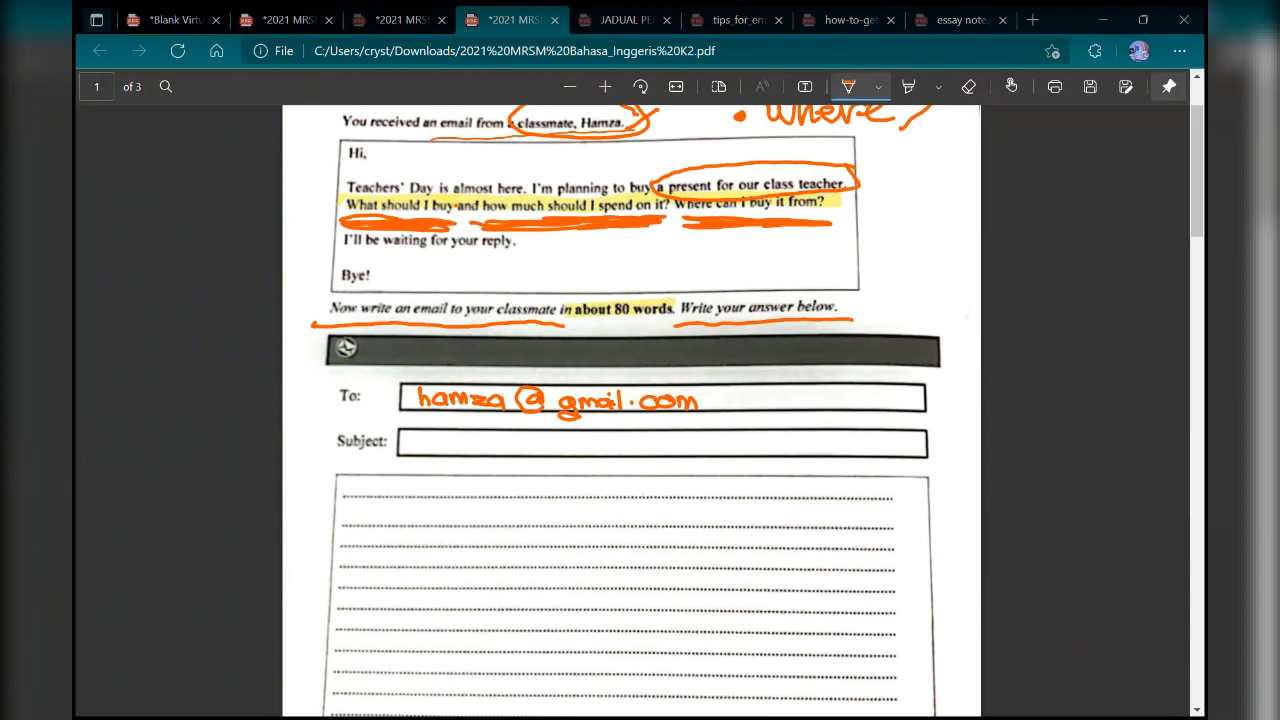 *Blank Virtu
*2021 MRSM
*2021 MRSM
*2021 MRSM
JADUAL PE
tips_for_em
how-to-get
essay note.p
File C:/Users/cryst/Downloads/2021%20MRSM%20Bahasa_Inggeris%20K2.pdf
1 of 3
where?
You received an email from a classmate, Hamza.
Hi,
Teachers' Day is almost here. I'm planning to buy a present for our class teacher.
What should I buy and how much should I spend on it? Where can I buy it from?
I'll be waiting for your reply.
Bye!
Now write an email to your classmate in about 80 words. Write your answer below.
To: hamza@gmail.com
Subject: